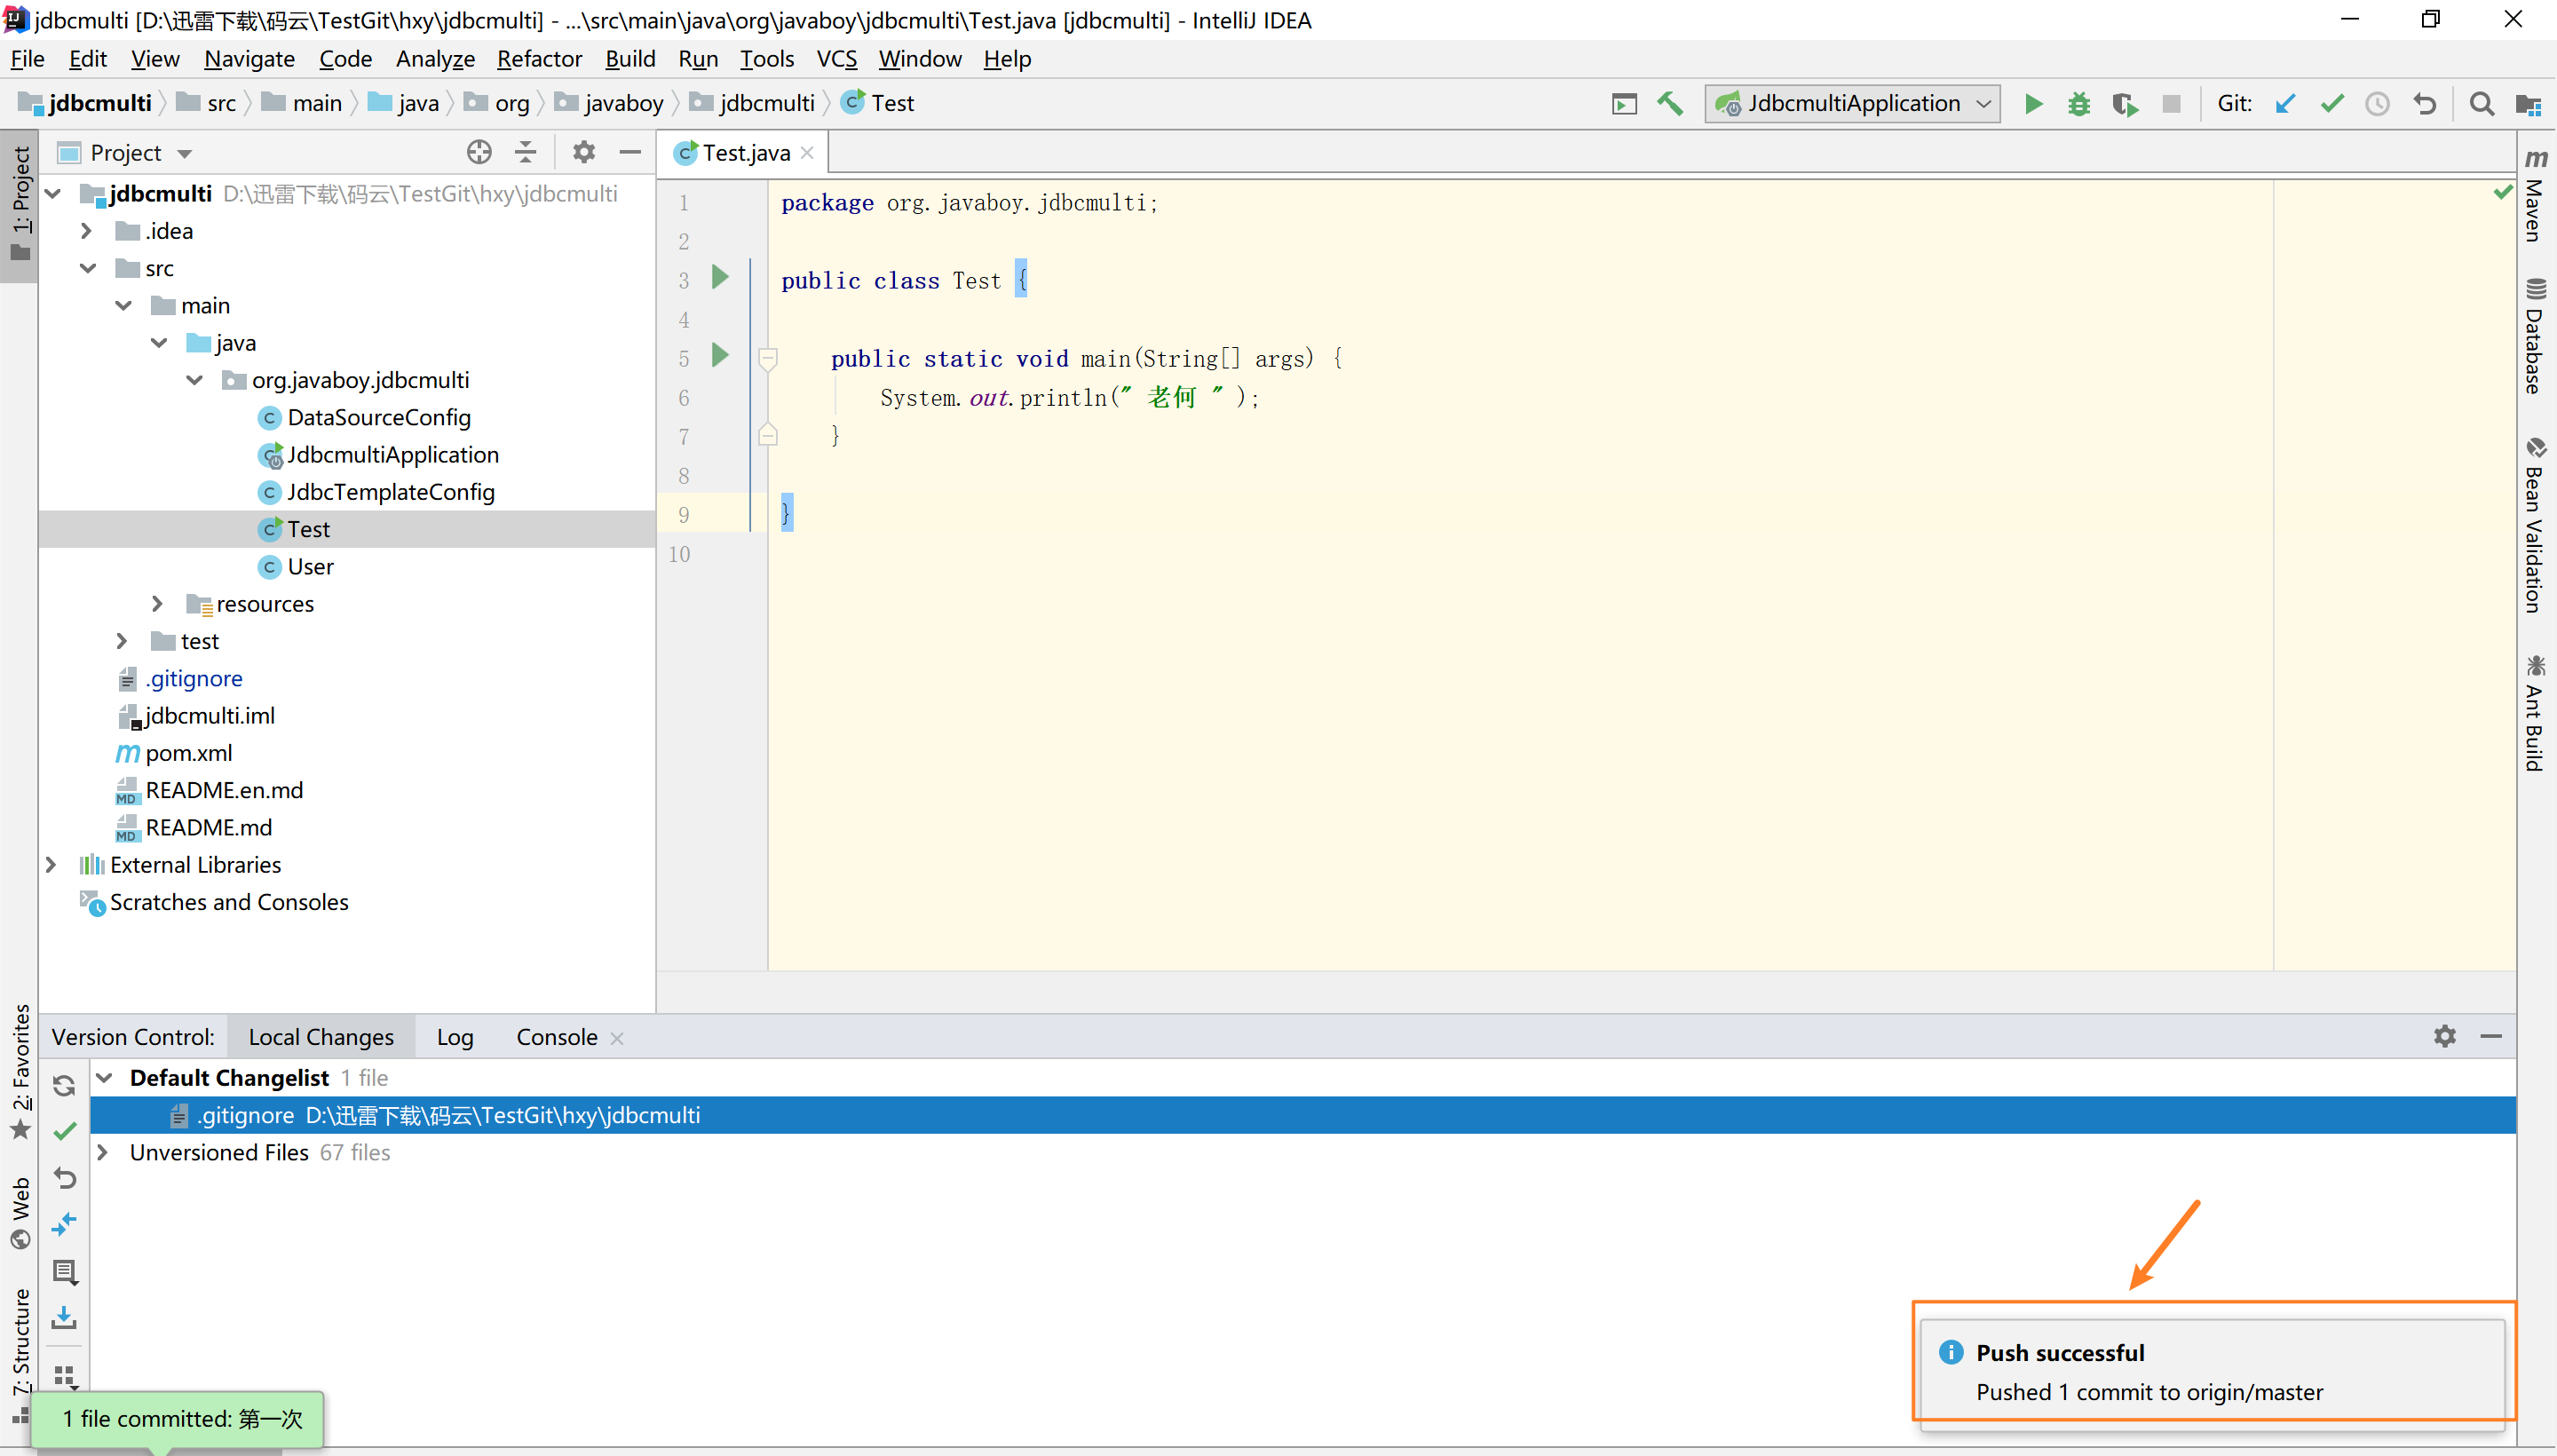 jdbcmulti [D:\迅雷下载\码云\TestGit\hxy\jdbcmulti] - ...\src\main\java\org\javaboy\jdbcmulti\Test.java [jdbcmulti] - IntelliJ IDEA
File Edit View Navigate Code Analyze Refactor Build Run Tools VCS Window Help
jdbcmulti src main java org javaboy jdbcmulti Test JdbcmultiApplication Git:
1: Project
2: Favorites
Web
7: Structure
Project
jdbcmulti D:\迅雷下载\码云\TestGit\hxy\jdbcmulti
.idea
src
main
java
org.javaboy.jdbcmulti
DataSourceConfig
JdbcmultiApplication
JdbcTemplateConfig
Test
User
resources
test
.gitignore
jdbcmulti.iml
pom.xml
README.en.md
README.md
External Libraries
Scratches and Consoles
Test.java
1 package org.javaboy.jdbcmulti;
2
3 public class Test {
4
5 public static void main(String[] args) {
6 System.out.println(" 老何 " );
7 }
8
9 }
10
Maven
Database
Bean Validation
Ant Build
Version Control: Local Changes Log Console
Default Changelist 1 file
.gitignore D:\迅雷下载\码云\TestGit\hxy\jdbcmulti
Unversioned Files 67 files
Push successful
Pushed 1 commit to origin/master
1 file committed: 第一次